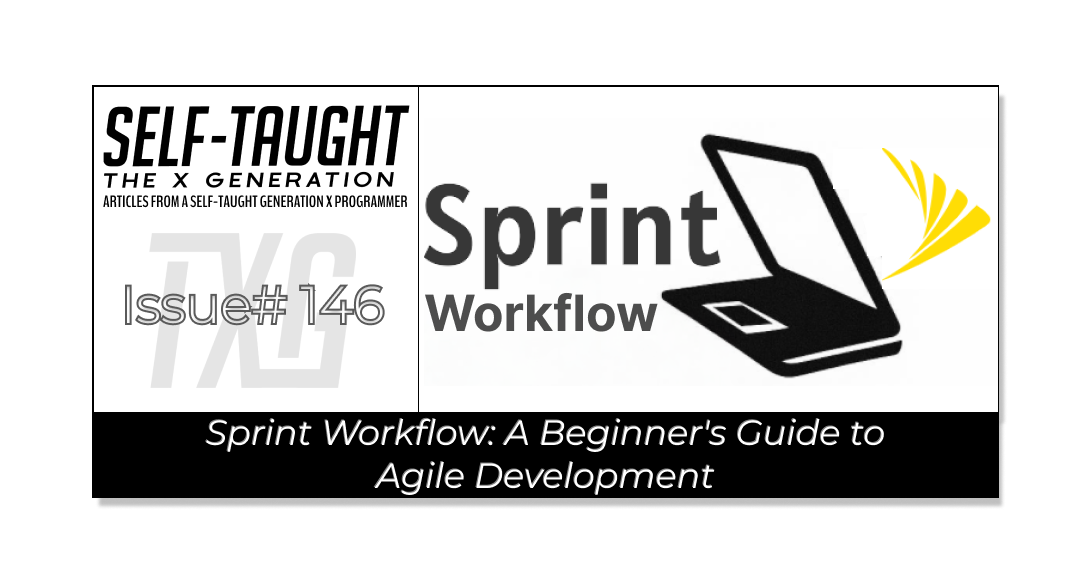 SELF-TAUGHT
THE X GENERATION
ARTICLES FROM A SELF-TAUGHT GENERATION X PROGRAMMER
TXG
Issue# 146
Sprint
Workflow
Sprint Workflow: A Beginner's Guide to
Agile Development